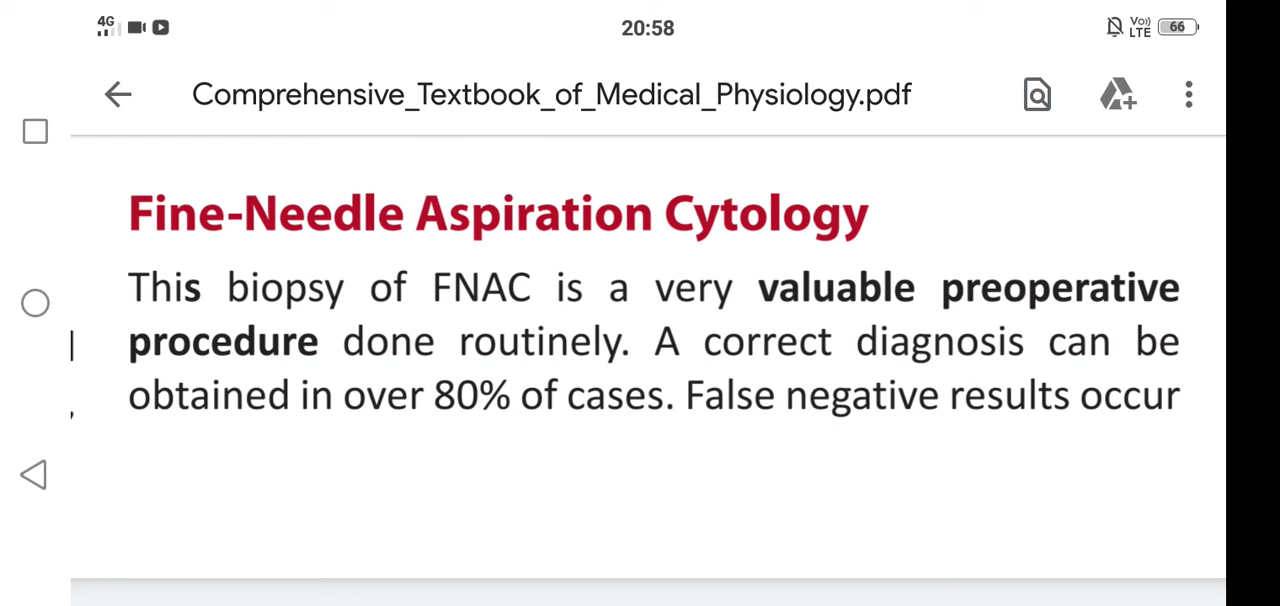 4G
20:58
Vo)) LTE 66
Comprehensive_Textbook_of_Medical_Physiology.pdf
Fine-Needle Aspiration Cytology
This biopsy of FNAC is a very valuable preoperative
procedure done routinely. A correct diagnosis can be
obtained in over 80% of cases. False negative results occur